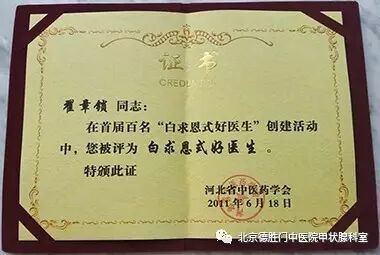 证书
瞿章锁 同志：
在首届百名“白求恩式好医生”创建活动
中，您被评为 白求恩式好医生 。
特颁此证
河北省中医药学会
2011年6月18日
北京德胜门中医院甲状腺科室